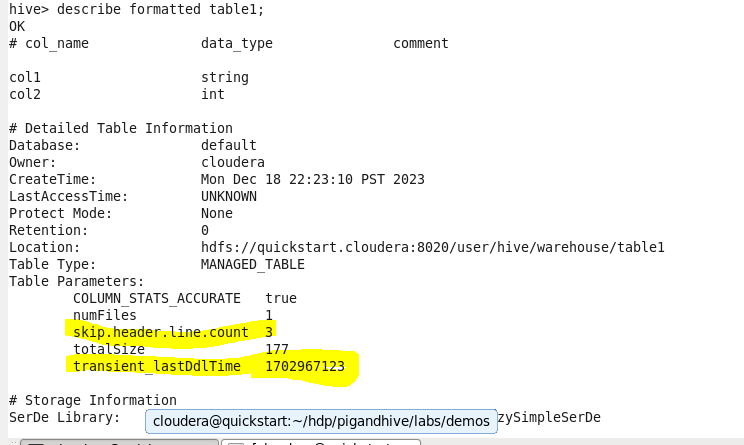 hive> describe formatted table1;
OK
# col_name data_type comment
col1 string
col2 int
# Detailed Table Information
Database: default
Owner: cloudera
CreateTime: Mon Dec 18 22:23:10 PST 2023
LastAccessTime: UNKNOWN
Protect Mode: None
Retention: 0
Location: hdfs://quickstart.cloudera:8020/user/hive/warehouse/table1
Table Type: MANAGED_TABLE
Table Parameters:
COLUMN_STATS_ACCURATE true
numFiles 1
skip.header.line.count 3
totalSize 177
transient_lastDdlTime 1702967123
# Storage Information
SerDe Library: zySimpleSerDe
cloudera@quickstart:~/hdp/pigandhive/labs/demos